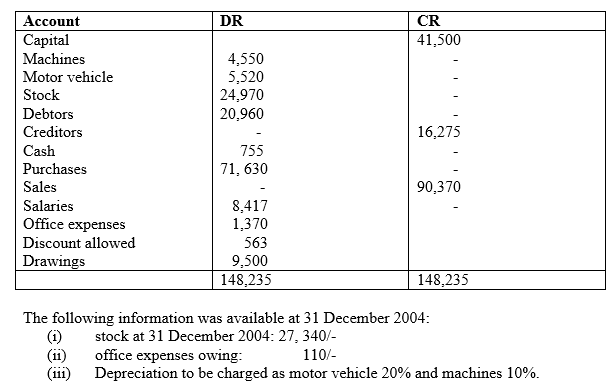 Account DR CR
Capital 41,500
Machines 4,550 -
Motor vehicle 5,520 -
Stock 24,970 -
Debtors 20,960 -
Creditors - 16,275
Cash 755 -
Purchases 71, 630 -
Sales - 90,370
Salaries 8,417 -
Office expenses 1,370
Discount allowed 563
Drawings 9,500
148,235 148,235
The following information was available at 31 December 2004:
(i) stock at 31 December 2004: 27, 340/-
(ii) office expenses owing: 110/-
(iii) Depreciation to be charged as motor vehicle 20% and machines 10%.